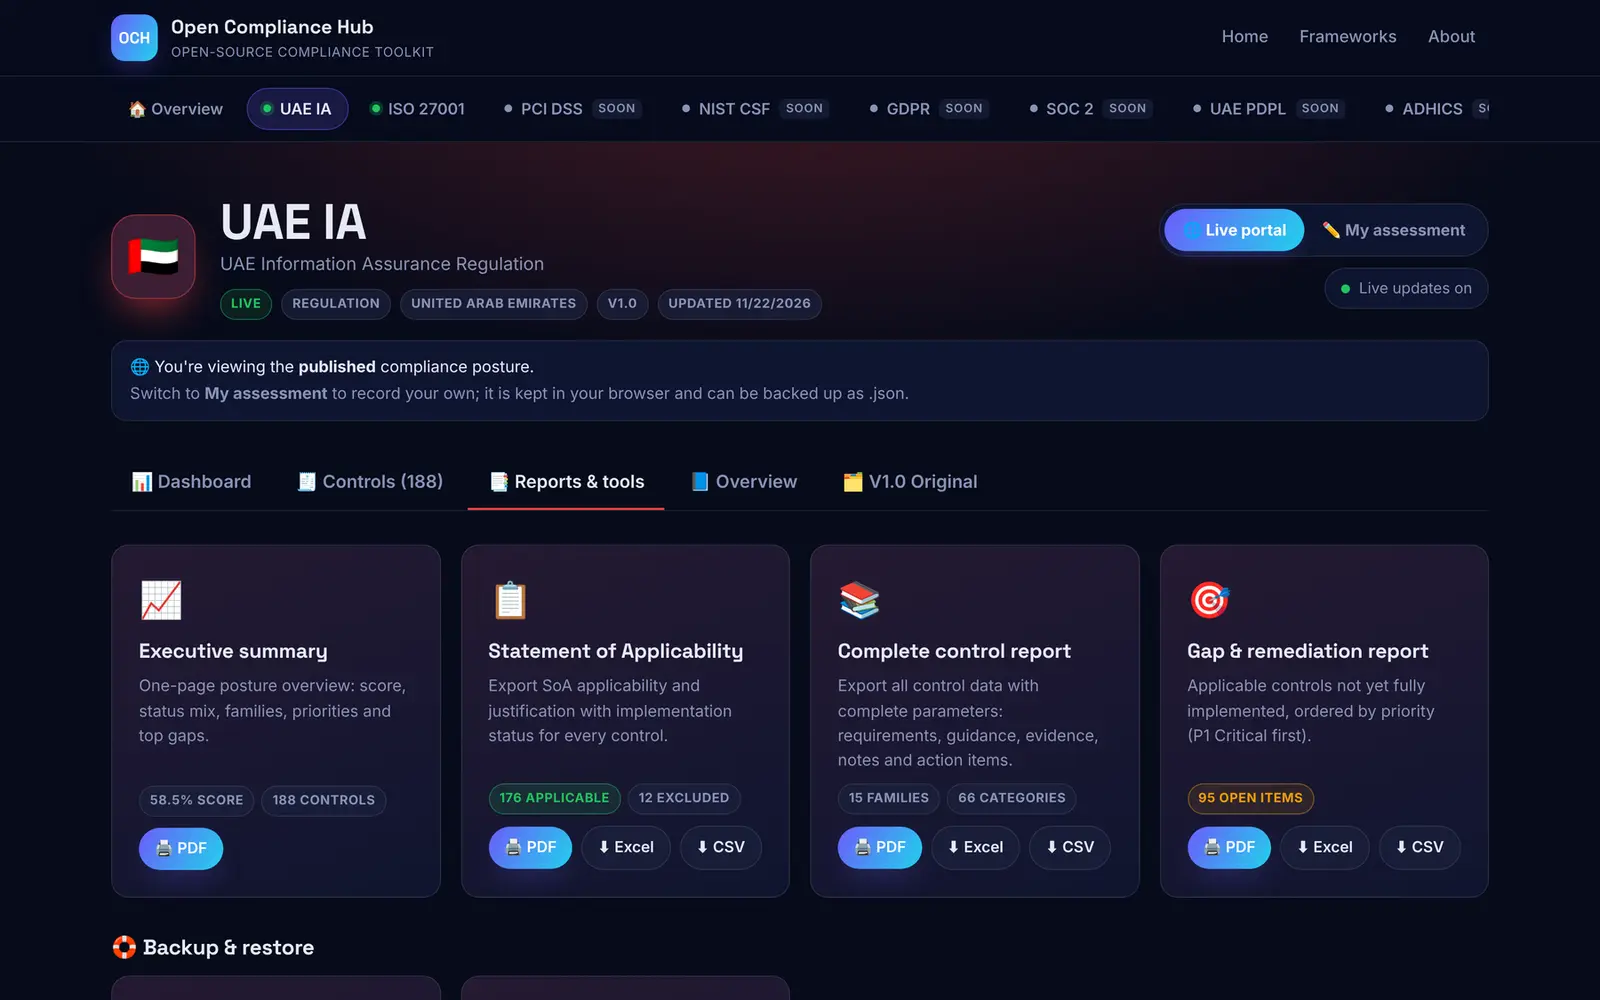 OCH
Open Compliance Hub
OPEN-SOURCE COMPLIANCE TOOLKIT
Home
Frameworks
About
Overview
UAE IA
ISO 27001
PCI DSS SOON
NIST CSF SOON
GDPR SOON
SOC 2 SOON
UAE PDPL SOON
ADHICS
UAE IA
UAE Information Assurance Regulation
LIVE
REGULATION
UNITED ARAB EMIRATES
V1.0
UPDATED 11/22/2026
Live portal
My assessment
Live updates on
You're viewing the published compliance posture.
Switch to My assessment to record your own; it is kept in your browser and can be backed up as .json.
Dashboard
Controls (188)
Reports & tools
Overview
V1.0 Original
Executive summary
One-page posture overview: score,
status mix, families, priorities and
top gaps.
58.5% SCORE
188 CONTROLS
PDF
Statement of Applicability
Export SoA applicability and
justification with implementation
status for every control.
176 APPLICABLE
12 EXCLUDED
PDF
Excel
CSV
Complete control report
Export all control data with
complete parameters:
requirements, guidance, evidence,
notes and action items.
15 FAMILIES
66 CATEGORIES
PDF
Excel
CSV
Gap & remediation report
Applicable controls not yet fully
implemented, ordered by priority
(P1 Critical first).
95 OPEN ITEMS
PDF
Excel
CSV
Backup & restore